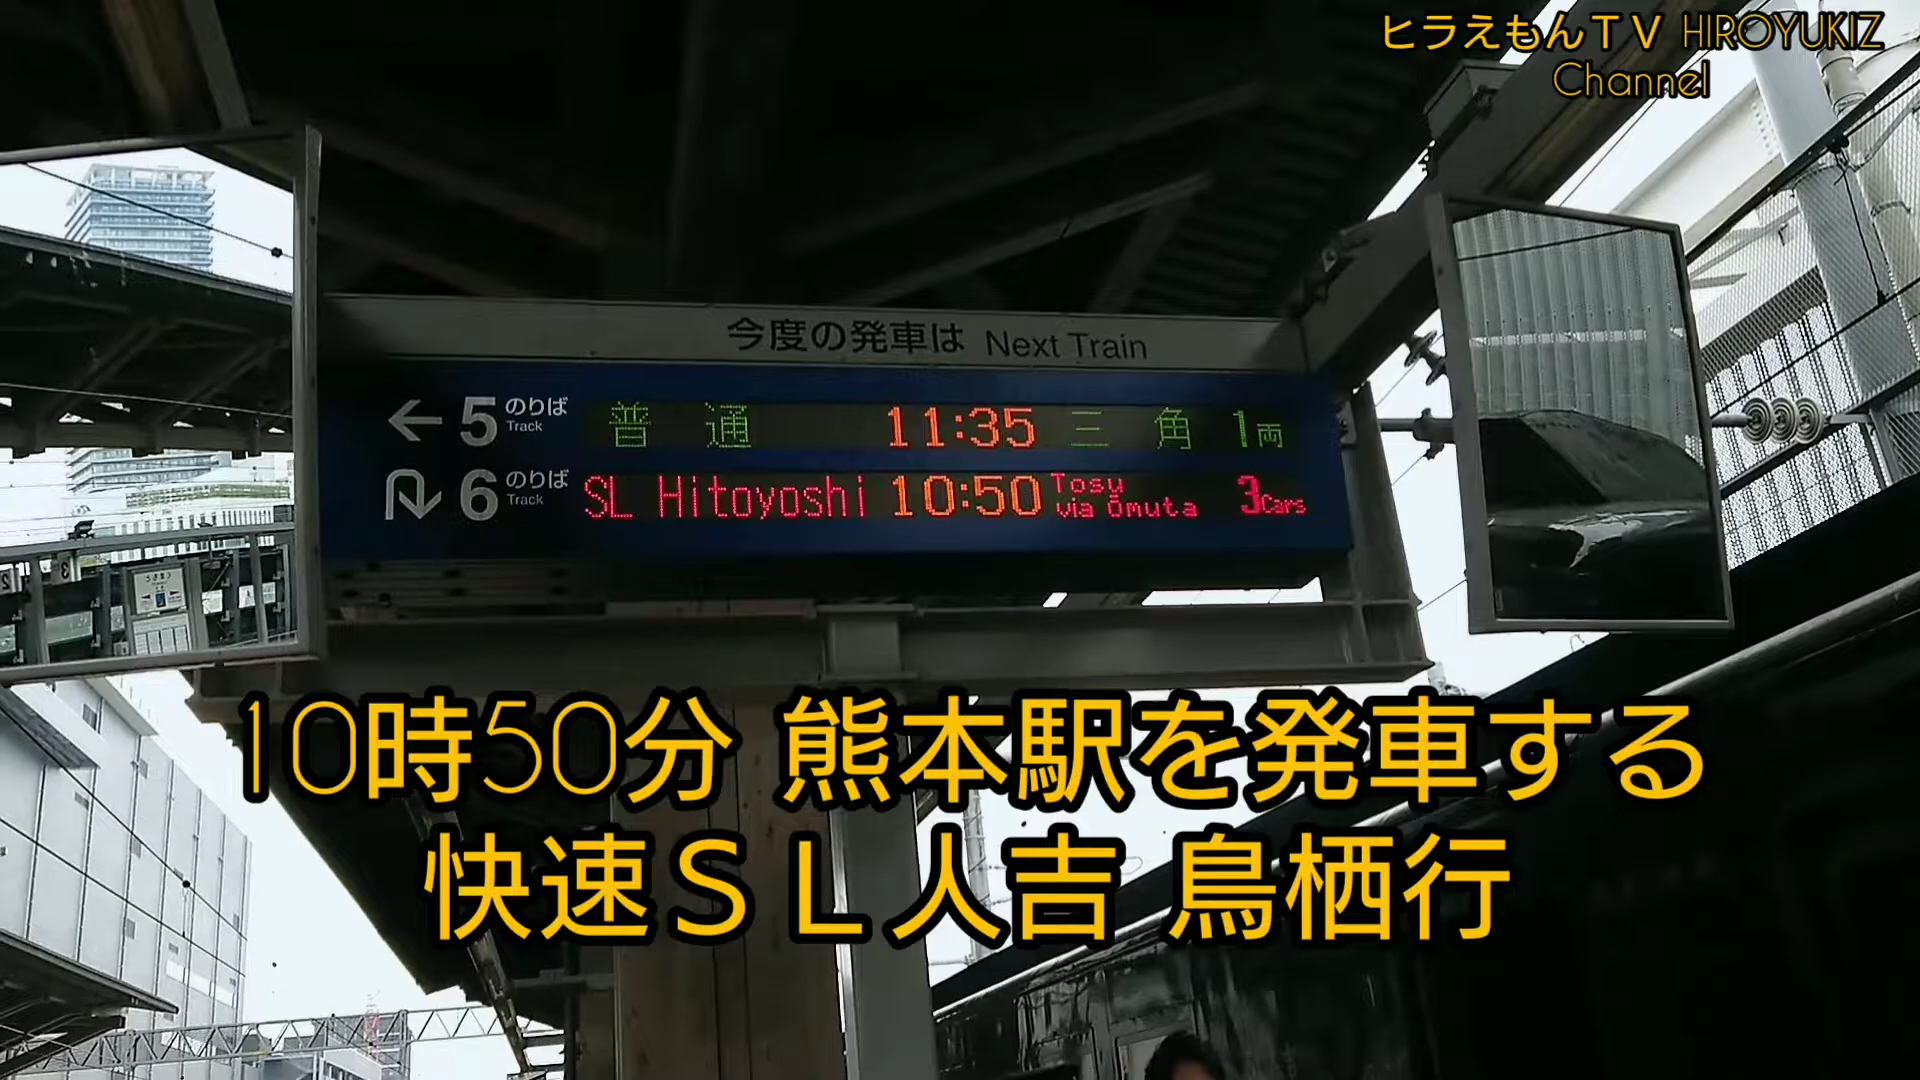 ヒラえもんTV HIROYUKIZ
Channel
今度の発車は Next Train
← 5 のりば Track 普通 11:35 三角 1両
6 のりば Track SL Hitoyoshi 10:50 Tosu via Ōmuta 3Cars
10時50分 熊本駅を発車する
快速SL人吉 鳥栖行